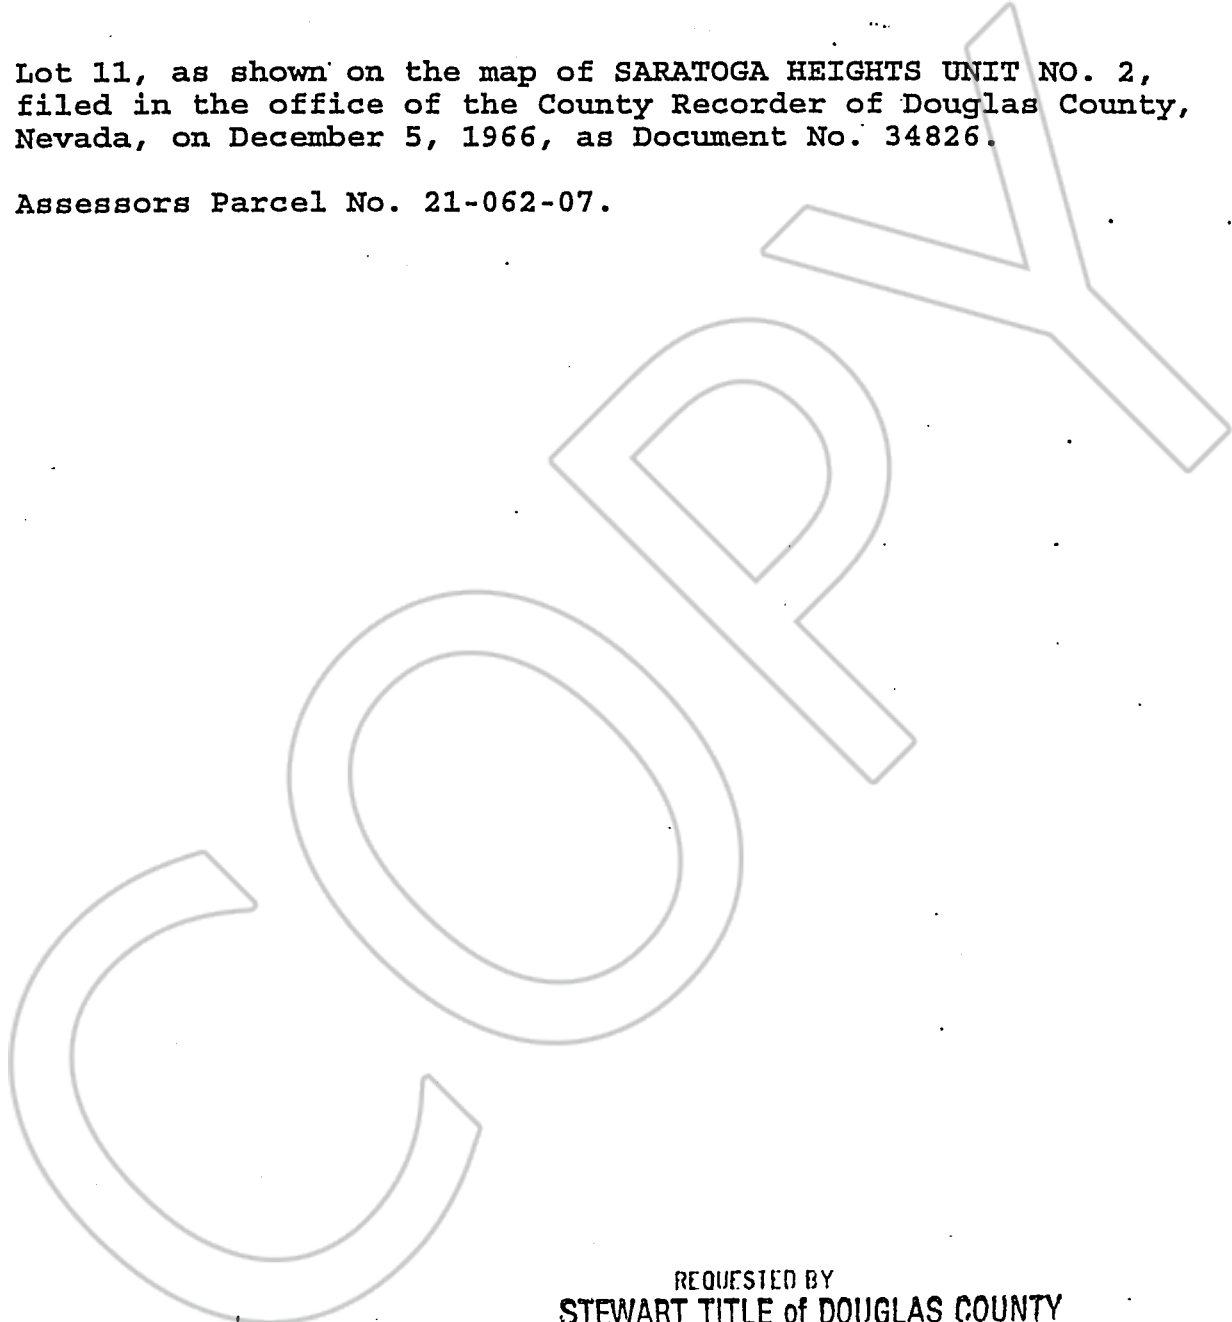 Lot 11, as shown on the map of SARATOGA HEIGHTS UNIT NO. 2,
filed in the office of the County Recorder of Douglas County,
Nevada, on December 5, 1966, as Document No. 34826.
Assessors Parcel No. 21-062-07.
COPY
REQUESTED BY
STEWART TITLE of DOUGLAS COUNTY